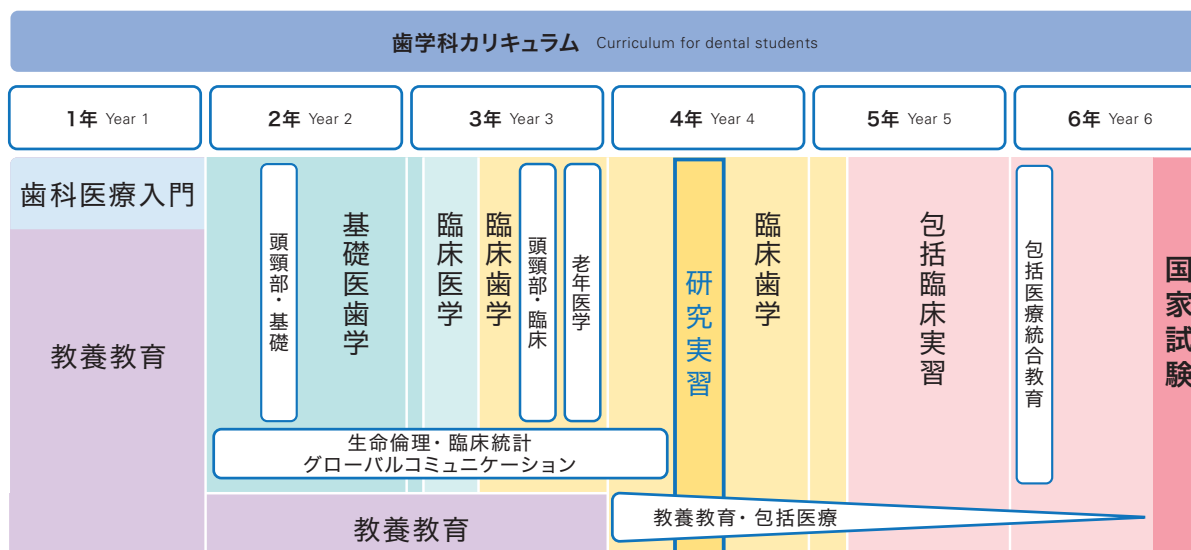 歯学科カリキュラム Curriculum for dental students
1年 Year 1
2年 Year 2
3年 Year 3
4年 Year 4
5年 Year 5
6年 Year 6
歯科医療入門
教養教育
頭頸部・基礎
基礎医歯学
臨床医学
臨床歯学
頭頸部・臨床
老年医学
研究実習
臨床歯学
包括臨床実習
包括医療統合教育
国家試験
生命倫理・臨床統計
グローバルコミュニケーション
教養教育
教養教育・包括医療